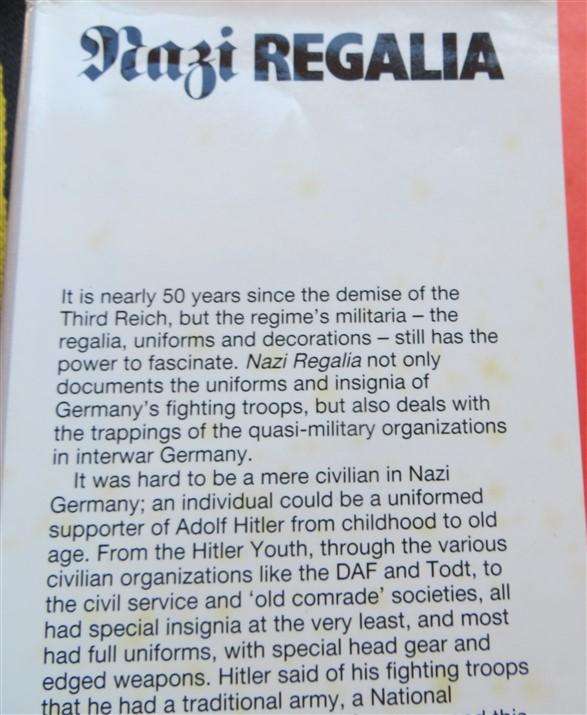 Nazi REGALIA
It is nearly 50 years since the demise of the
Third Reich, but the regime's militaria – the
regalia, uniforms and decorations – still has the
power to fascinate. Nazi Regalia not only
documents the uniforms and insignia of
Germany's fighting troops, but also deals with
the trappings of the quasi-military organizations
in interwar Germany.
It was hard to be a mere civilian in Nazi
Germany; an individual could be a uniformed
supporter of Adolf Hitler from childhood to old
age. From the Hitler Youth, through the various
civilian organizations like the DAF and Todt, to
the civil service and 'old comrade' societies, all
had special insignia at the very least, and most
had full uniforms, with special head gear and
edged weapons. Hitler said of his fighting troops
that he had a traditional army, a National